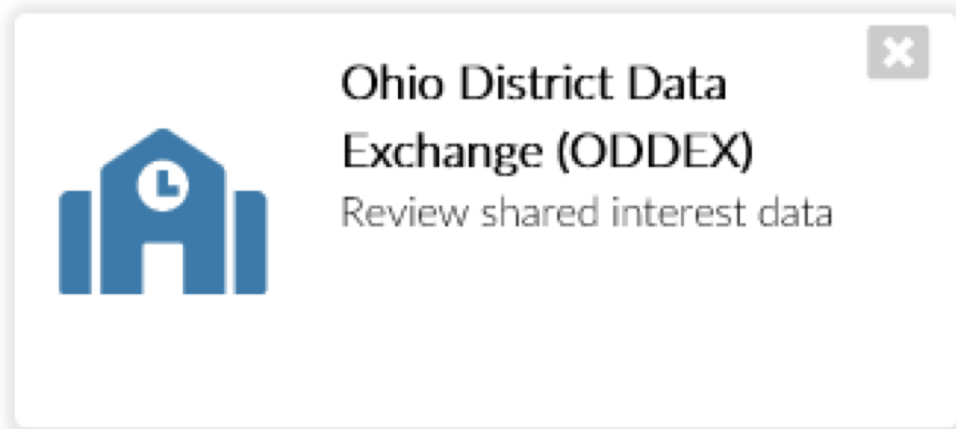 Ohio District Data
Exchange (ODDEX)
Review shared interest data